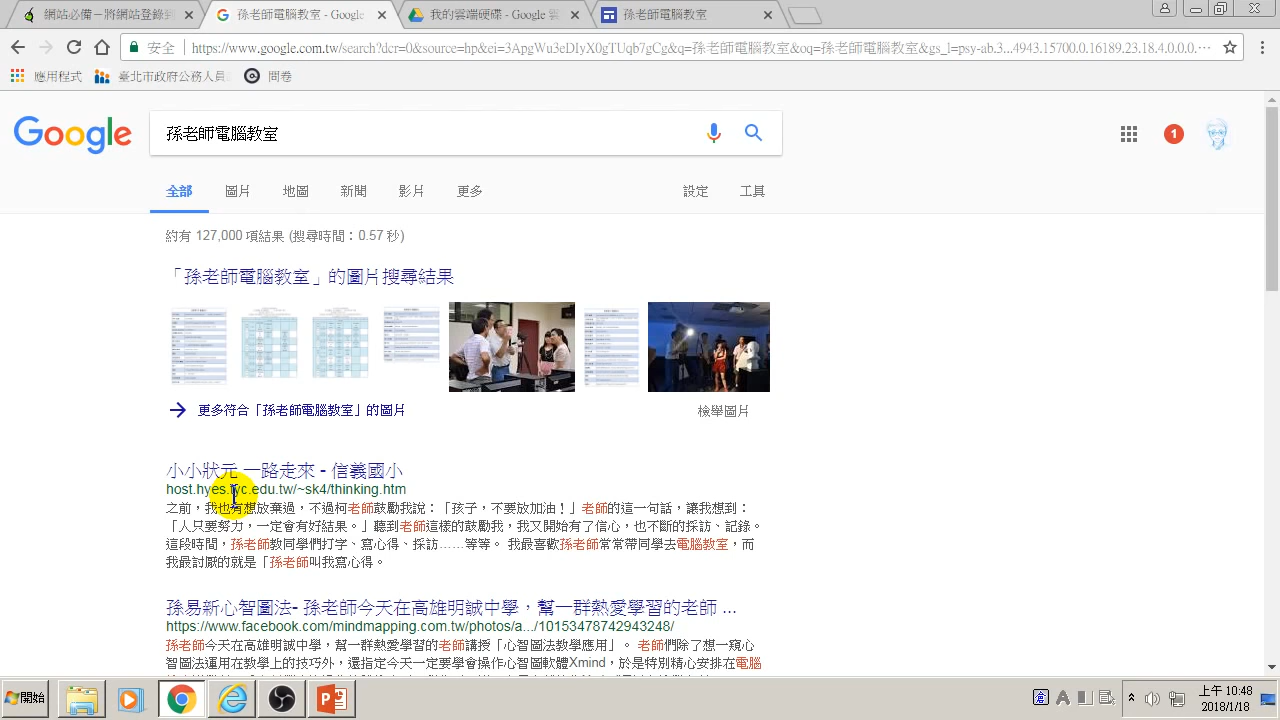 網站必備－將網站登錄到
孫老師電腦教室 - Google
我的雲端硬碟 - Google 雲
孫老師電腦教室
安全
https://www.google.com.tw/search?dcr=0&source=hp&ei=3ApgWu3eDIyX0gTUqb7gCg&q=孫老師電腦教室&oq=孫老師電腦教室&gs_l=psy-ab.3...4943.15700.0.16189.23.18.4.0.0.0.…
應用程式
臺北市政府公務人員
問卷
Google
孫老師電腦教室
1
全部 圖片 地圖 新聞 影片 更多 設定 工具
約有 127,000 項結果 (搜尋時間：0.57 秒)
「孫老師電腦教室」的圖片搜尋結果
更多符合「孫老師電腦教室」的圖片
檢舉圖片
小小狀元 一路走來 - 信義國小
host.hyes.tyc.edu.tw/~sk4/thinking.htm
之前，我也有想放棄過，不過柯老師鼓勵我說：「孩子，不要放加油！」老師的這一句話，讓我想到：
「人只要努力，一定會有好結果。」聽到老師這樣的鼓勵我，我又開始有了信心，也不斷的採訪、記錄。
這段時間，孫老師教同學們打字、寫心得、採訪……等等。 我最喜歡孫老師常常帶同學去電腦教室，而
我最討厭的就是「孫老師叫我寫心得。
孫易新心智圖法- 孫老師今天在高雄明誠中學，幫一群熱愛學習的老師 ...
https://www.facebook.com/mindmapping.com.tw/photos/a.../10153478742943248/
孫老師今天在高雄明誠中學，幫一群熱愛學習的老師講授「心智圖法教學應用」。 老師們除了想一窺心
智圖法運用在教學上的技巧外，還指定今天一定要學會操作心智圖軟體Xmind，於是特別精心安排在電腦
開始
上午 10:48
2018/1/18